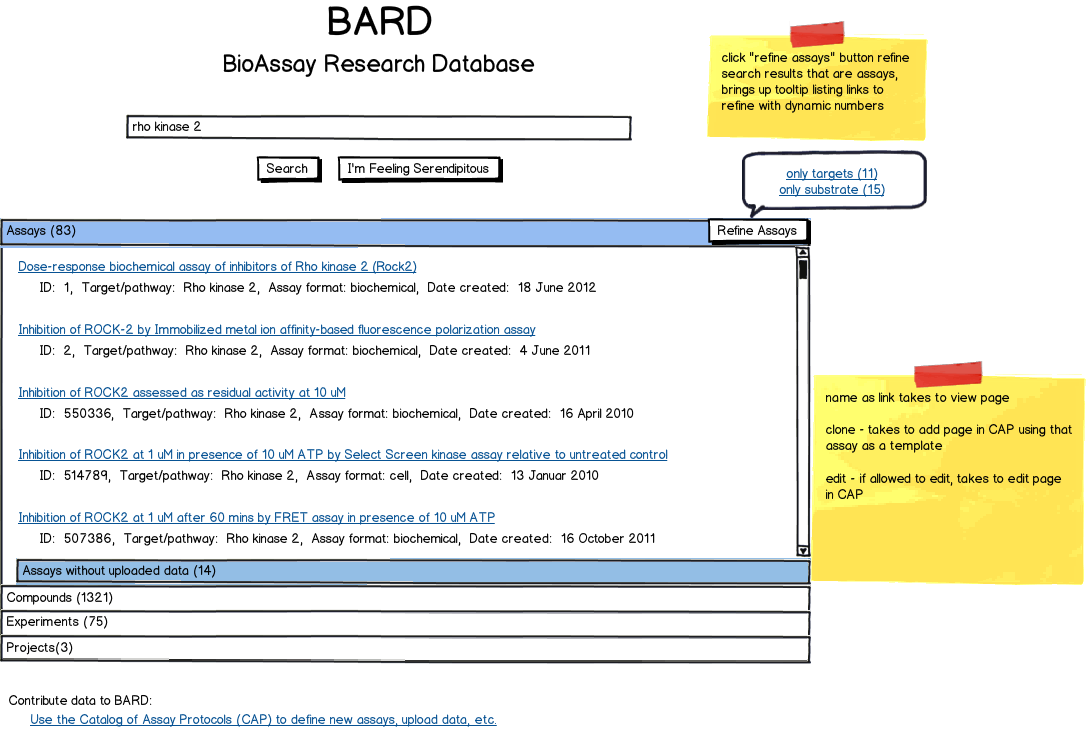 BARD
BioAssay Research Database
click "refine assays" button refine
search results that are assays,
brings up tooltip listing links to
refine with dynamic numbers
rho kinase 2
Search
I'm Feeling Serendipitous
only targets (11)
only substrate (15)
Assays (83)
Refine Assays
Dose-response biochemical assay of inhibitors of Rho kinase 2 (Rock2)
ID: 1, Target/pathway: Rho kinase 2, Assay format: biochemical, Date created: 18 June 2012
Inhibition of ROCK-2 by Immobilized metal ion affinity-based fluorescence polarization assay
ID: 2, Target/pathway: Rho kinase 2, Assay format: biochemical, Date created: 4 June 2011
Inhibition of ROCK2 assessed as residual activity at 10 uM
ID: 550336, Target/pathway: Rho kinase 2, Assay format: biochemical, Date created: 16 April 2010
Inhibition of ROCK2 at 1 uM in presence of 10 uM ATP by Select Screen kinase assay relative to untreated control
ID: 514789, Target/pathway: Rho kinase 2, Assay format: cell, Date created: 13 Januar 2010
Inhibition of ROCK2 at 1 uM after 60 mins by FRET assay in presence of 10 uM ATP
ID: 507386, Target/pathway: Rho kinase 2, Assay format: biochemical, Date created: 16 October 2011
name as link takes to view page
clone - takes to add page in CAP using that
assay as a template
edit - if allowed to edit, takes to edit page
in CAP
Assays without uploaded data (14)
Compounds (1321)
Experiments (75)
Projects(3)
Contribute data to BARD:
Use the Catalog of Assay Protocols (CAP) to define new assays, upload data, etc.